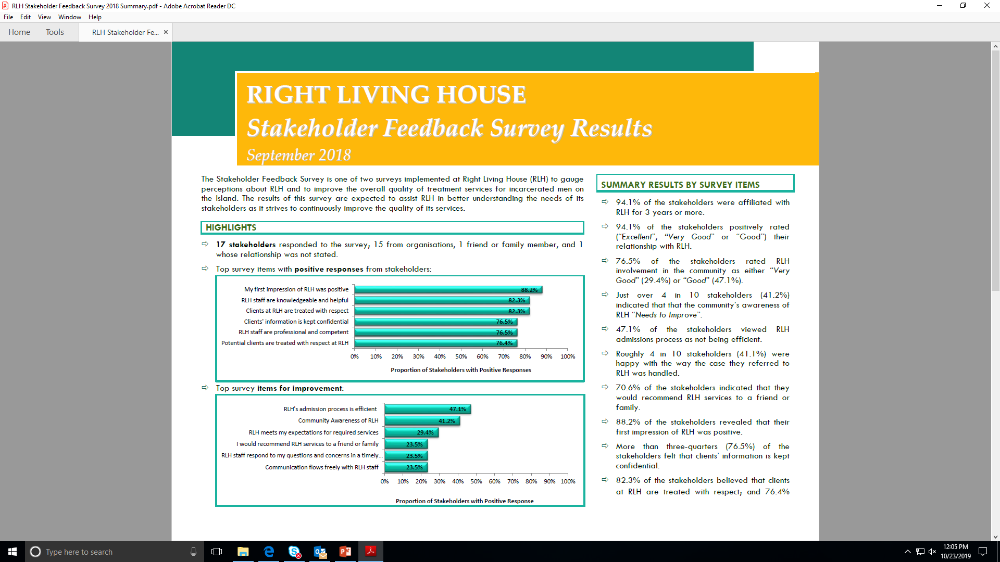 RLH Stakeholder Feedback Survey 2018 Summary.pdf - Adobe Acrobat Reader DC
File Edit View Window Help
Home Tools RLH Stakeholder Fe... ×
RIGHT LIVING HOUSE
Stakeholder Feedback Survey Results
September 2018
The Stakeholder Feedback Survey is one of two surveys implemented at Right Living House (RLH) to gauge
perceptions about RLH and to improve the overall quality of treatment services for incarcerated men on
the Island. The results of this survey are expected to assist RLH in better understanding the needs of its
stakeholders as it strives to continuously improve the quality of its services.
HIGHLIGHTS
⇨ 17 stakeholders responded to the survey; 15 from organisations, 1 friend or family member, and 1
whose relationship was not stated.
⇨ Top survey items with positive responses from stakeholders:
My first impression of RLH was positive 88.2%
RLH staff are knowledgeable and helpful 82.3%
Clients at RLH are treated with respect 82.3%
Clients' information is kept confidential 76.5%
RLH staff are professional and competent 76.5%
Potential clients are treated with respect at RLH 76.4%
0% 10% 20% 30% 40% 50% 60% 70% 80% 90% 100%
Proportion of Stakeholders with Positive Responses
⇨ Top survey items for improvement:
RLH's admission process is efficient 47.1%
Community Awareness of RLH 41.2%
RLH meets my expectations for required services 29.4%
I would recommend RLH services to a friend or family 23.5%
RLH staff respond to my questions and concerns in a timely... 23.5%
Communication flows freely with RLH staff 23.5%
0% 10% 20% 30% 40% 50% 60% 70% 80% 90% 100%
Proportion of Stakeholders with Positive Response
SUMMARY RESULTS BY SURVEY ITEMS
⇨ 94.1% of the stakeholders were affiliated with
RLH for 3 years or more.
⇨ 94.1% of the stakeholders positively rated
(“Excellent”, “Very Good” or “Good”) their
relationship with RLH.
⇨ 76.5% of the stakeholders rated RLH
involvement in the community as either “Very
Good” (29.4%) or “Good” (47.1%).
⇨ Just over 4 in 10 stakeholders (41.2%)
indicated that that the community’s awareness of
RLH “Needs to Improve”.
⇨ 47.1% of the stakeholders viewed RLH
admissions process as not being efficient.
⇨ Roughly 4 in 10 stakeholders (41.1%) were
happy with the way the case they referred to
RLH was handled.
⇨ 70.6% of the stakeholders indicated that they
would recommend RLH services to a friend or
family.
⇨ 88.2% of the stakeholders revealed that their
first impression of RLH was positive.
⇨ More than three-quarters (76.5%) of the
stakeholders felt that clients’ information is kept
confidential.
⇨ 82.3% of the stakeholders believed that clients
at RLH are treated with respect; and 76.4%
Type here to search
12:05 PM
10/23/2019